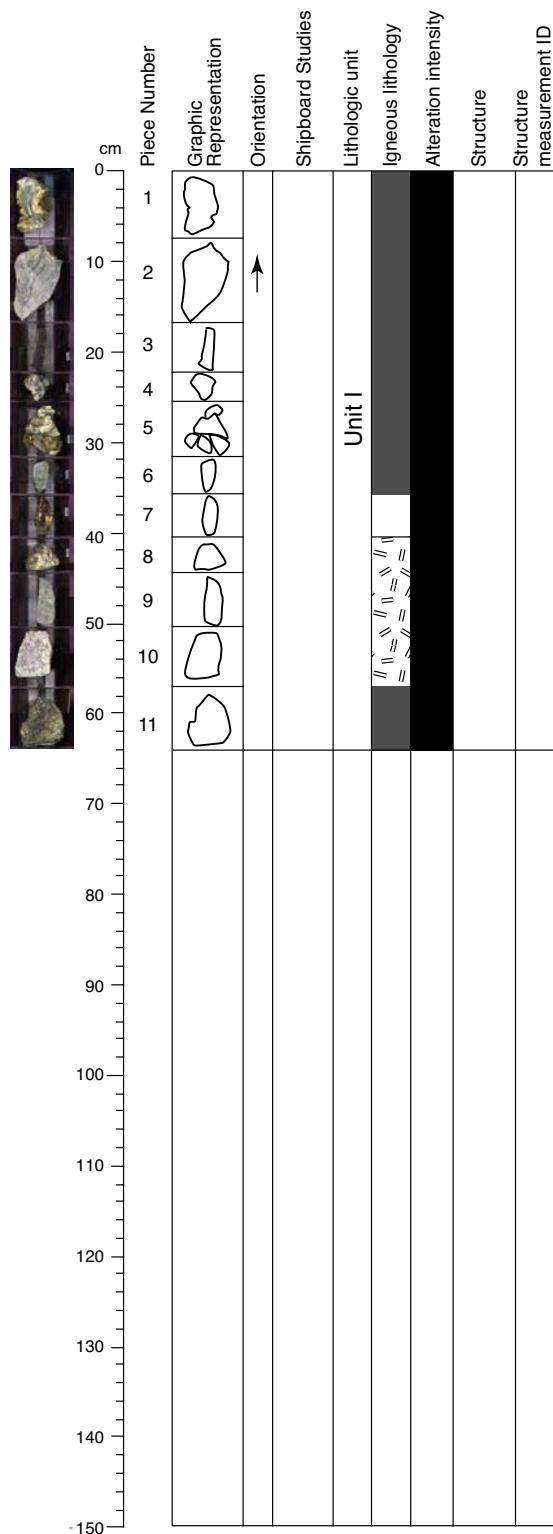 cm
Piece Number
Graphic
Representation
Orientation
Shipboard Studies
Lithologic unit
Igneous lithology
Alteration intensity
Structure
Structure
measurement ID
0
1
10
2
20
3
4
5
30
Unit I
6
7
40
8
9
50
10
60
11
70
80
90
100
110
120
130
140
150